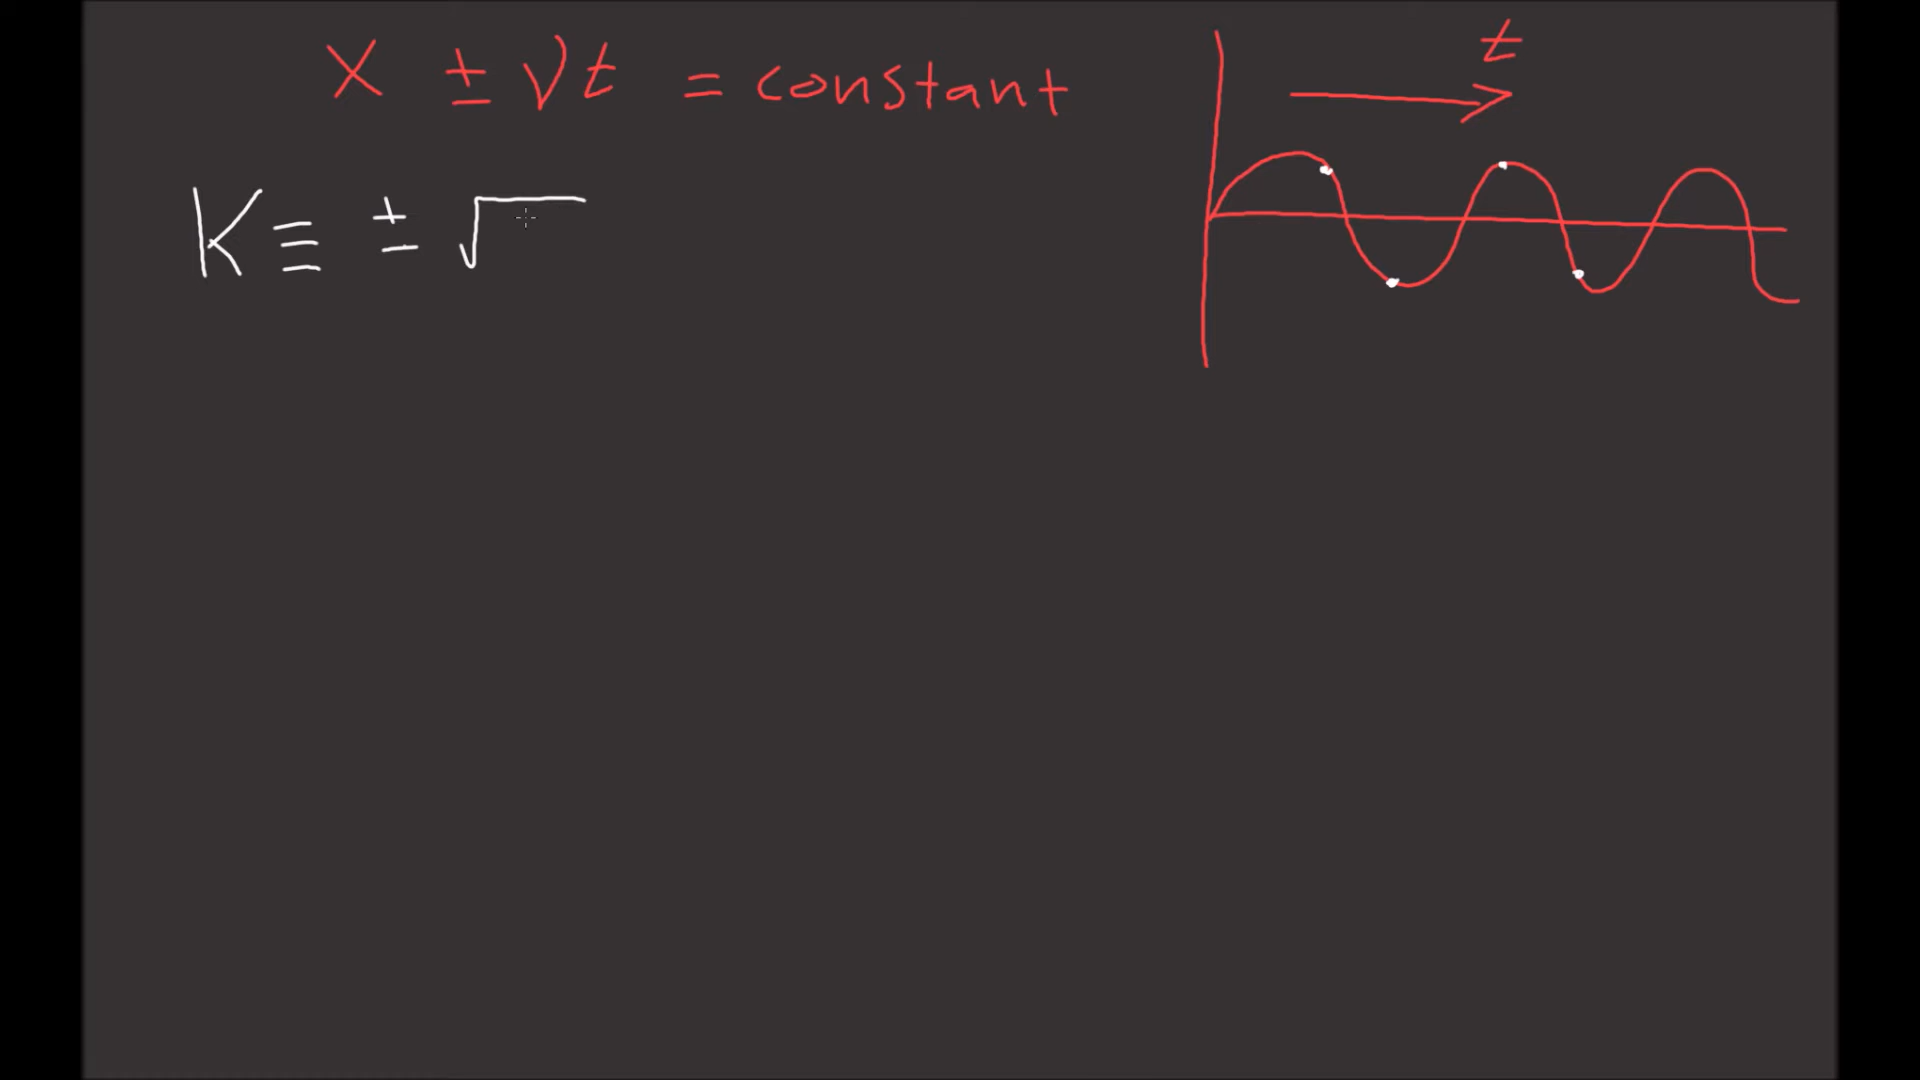 x ± vt = constant
t
K ≡ ± √